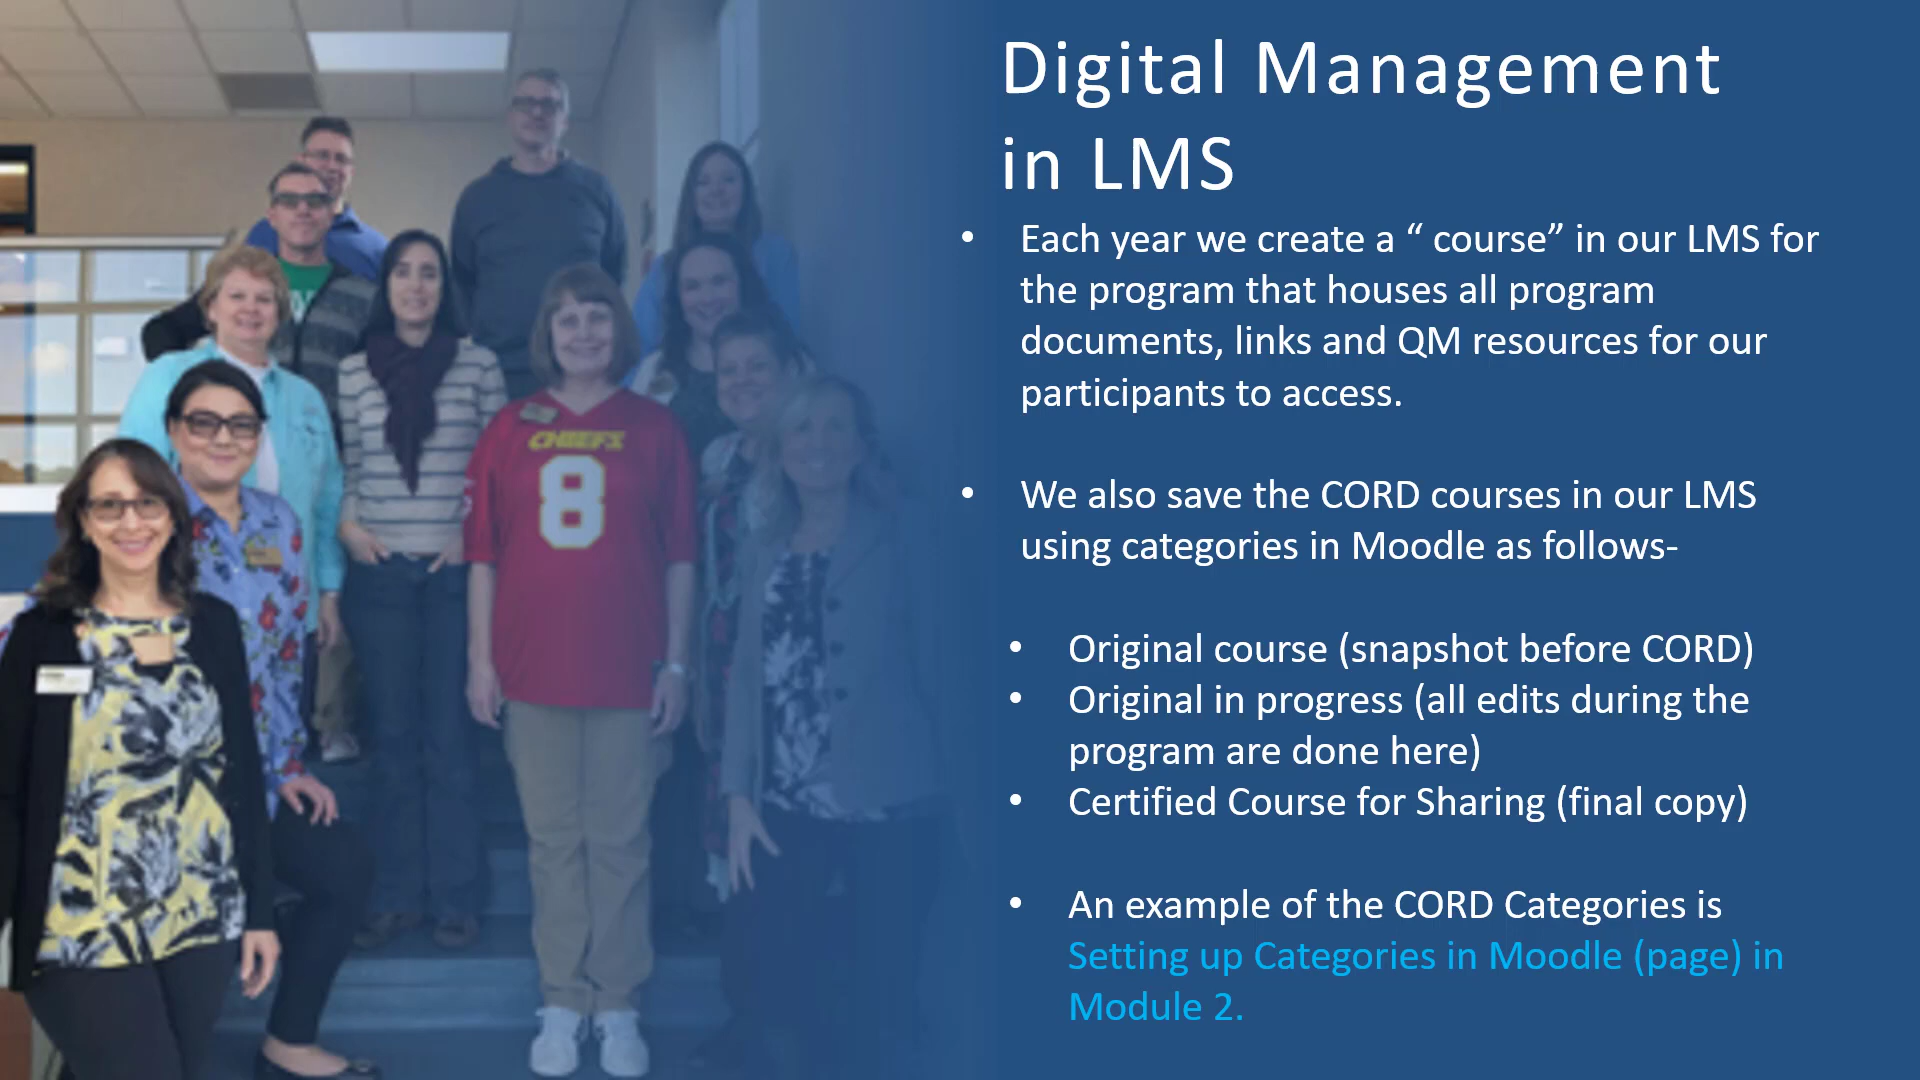 Digital Management
in LMS
• Each year we create a “ course” in our LMS for
the program that houses all program
documents, links and QM resources for our
participants to access.
• We also save the CORD courses in our LMS
using categories in Moodle as follows-
• Original course (snapshot before CORD)
• Original in progress (all edits during the
program are done here)
• Certified Course for Sharing (final copy)
• An example of the CORD Categories is
Setting up Categories in Moodle (page) in
Module 2.
CHIEFS
8